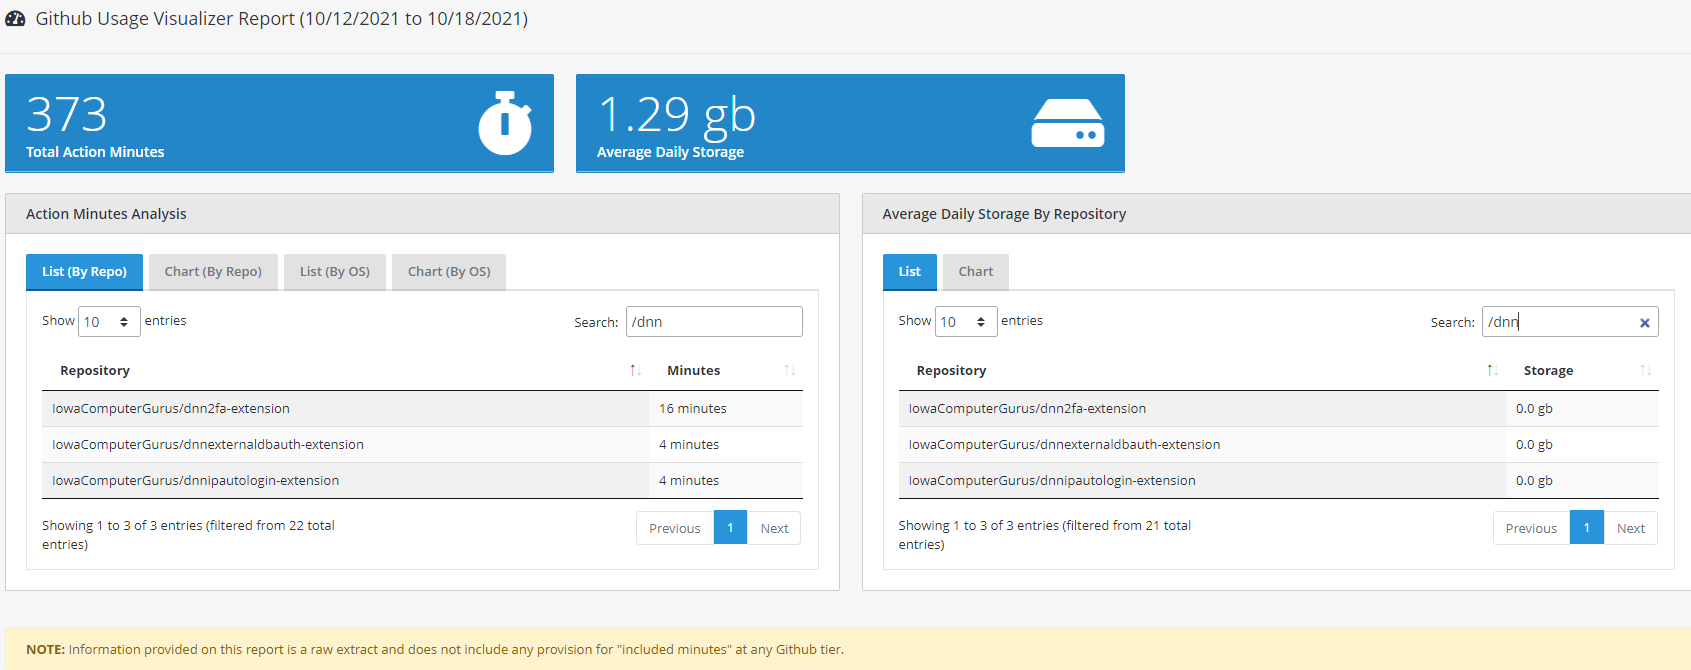 Github Usage Visualizer Report (10/12/2021 to 10/18/2021)
373
Total Action Minutes
1.29 gb
Average Daily Storage
Action Minutes Analysis
List (By Repo) Chart (By Repo) List (By OS) Chart (By OS)
Show 10 entries Search: /dnn
Repository Minutes
IowaComputerGurus/dnn2fa-extension 16 minutes
IowaComputerGurus/dnnexternaldbauth-extension 4 minutes
IowaComputerGurus/dnnipautologin-extension 4 minutes
Showing 1 to 3 of 3 entries (filtered from 22 total
entries)
Previous 1 Next
Average Daily Storage By Repository
List Chart
Show 10 entries Search: /dnn
Repository Storage
IowaComputerGurus/dnn2fa-extension 0.0 gb
IowaComputerGurus/dnnexternaldbauth-extension 0.0 gb
IowaComputerGurus/dnnipautologin-extension 0.0 gb
Showing 1 to 3 of 3 entries (filtered from 21 total
entries)
Previous 1 Next
NOTE: Information provided on this report is a raw extract and does not include any provision for "included minutes" at any Github tier.